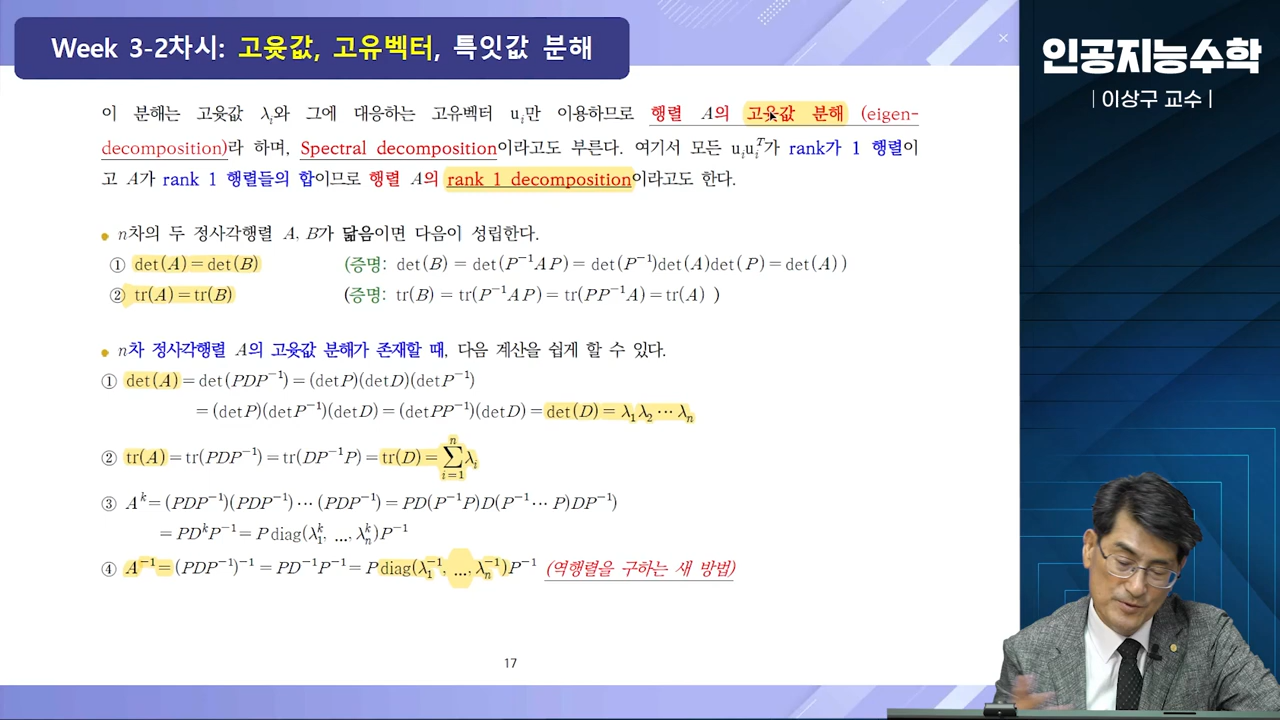 Week 3-2차시: 고윳값, 고유벡터, 특잇값 분해
인공지능수학
| 이상구 교수 |
이 분해는 고윳값 λᵢ와 그에 대응하는 고유벡터 uᵢ만 이용하므로 행렬 A의 고윳값 분해 (eigen-
decomposition)라 하며, Spectral decomposition이라고도 부른다. 여기서 모든 uᵢuᵢᵀ가 rank가 1 행렬이
고 A가 rank 1 행렬들의 합이므로 행렬 A의 rank 1 decomposition이라고도 한다.
● n차의 두 정사각행렬 A, B가 닮음이면 다음이 성립한다.
① det(A)=det(B) (증명: det(B) = det(P⁻¹AP) = det(P⁻¹)det(A)det(P) = det(A))
② tr(A)=tr(B) (증명: tr(B) = tr(P⁻¹AP) = tr(PP⁻¹A) = tr(A) )
● n차 정사각행렬 A의 고윳값 분해가 존재할 때, 다음 계산을 쉽게 할 수 있다.
① det(A) = det(PDP⁻¹) = (detP)(detD)(detP⁻¹)
= (detP)(detP⁻¹)(detD) = (detPP⁻¹)(detD) = det(D) = λ₁λ₂ ⋯ λₙ
② tr(A) = tr(PDP⁻¹) = tr(DP⁻¹P) = tr(D) = ∑ᵢ₌₁ⁿ λᵢ
③ Aᵏ = (PDP⁻¹)(PDP⁻¹) ⋯ (PDP⁻¹) = PD(P⁻¹P)D(P⁻¹⋯ P)DP⁻¹)
= PDᵏP⁻¹ = P diag(λ₁ᵏ, ..., λₙᵏ)P⁻¹
④ A⁻¹ = (PDP⁻¹)⁻¹ = PD⁻¹P⁻¹ = P diag(λ₁⁻¹, ..., λₙ⁻¹)P⁻¹ (역행렬을 구하는 새 방법)
17